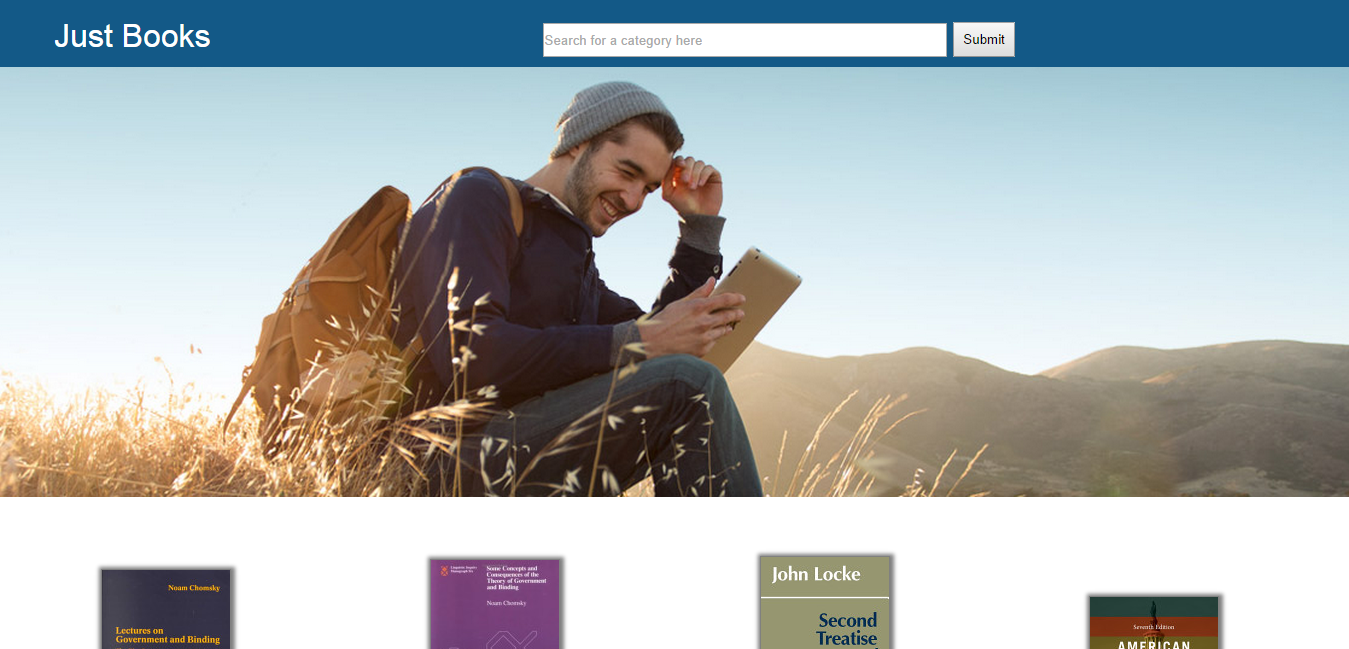 Just Books
Search for a category here
Submit
Noam Chomsky
Lectures on
Government and Binding
Linguistic Inquiry
Monograph Six
Some Concepts and
Consequences of the
Theory of Government
and Binding
Noam Chomsky
John Locke
Second
Treatise
Seventh Edition
AMERICAN